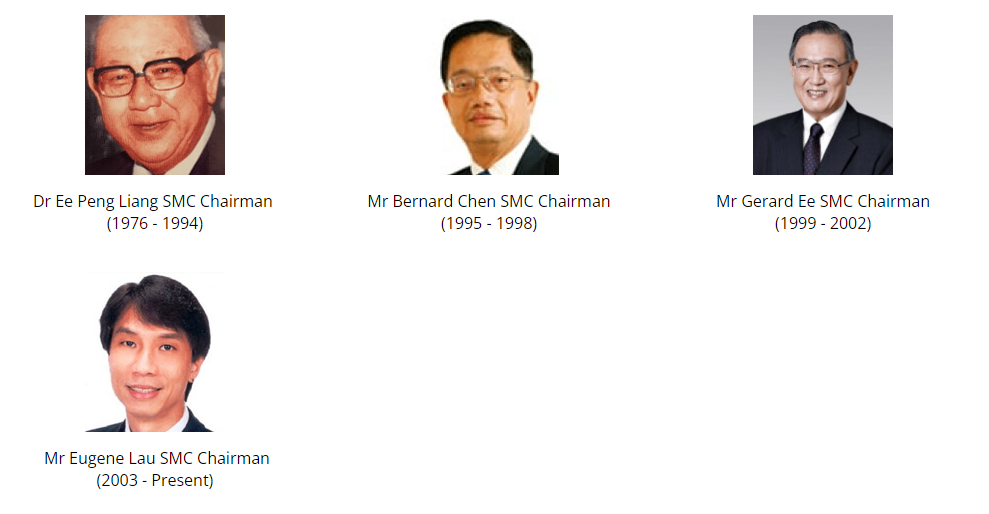 Dr Ee Peng Liang SMC Chairman
(1976 - 1994)
Mr Bernard Chen SMC Chairman
(1995 - 1998)
Mr Gerard Ee SMC Chairman
(1999 - 2002)
Mr Eugene Lau SMC Chairman
(2003 - Present)